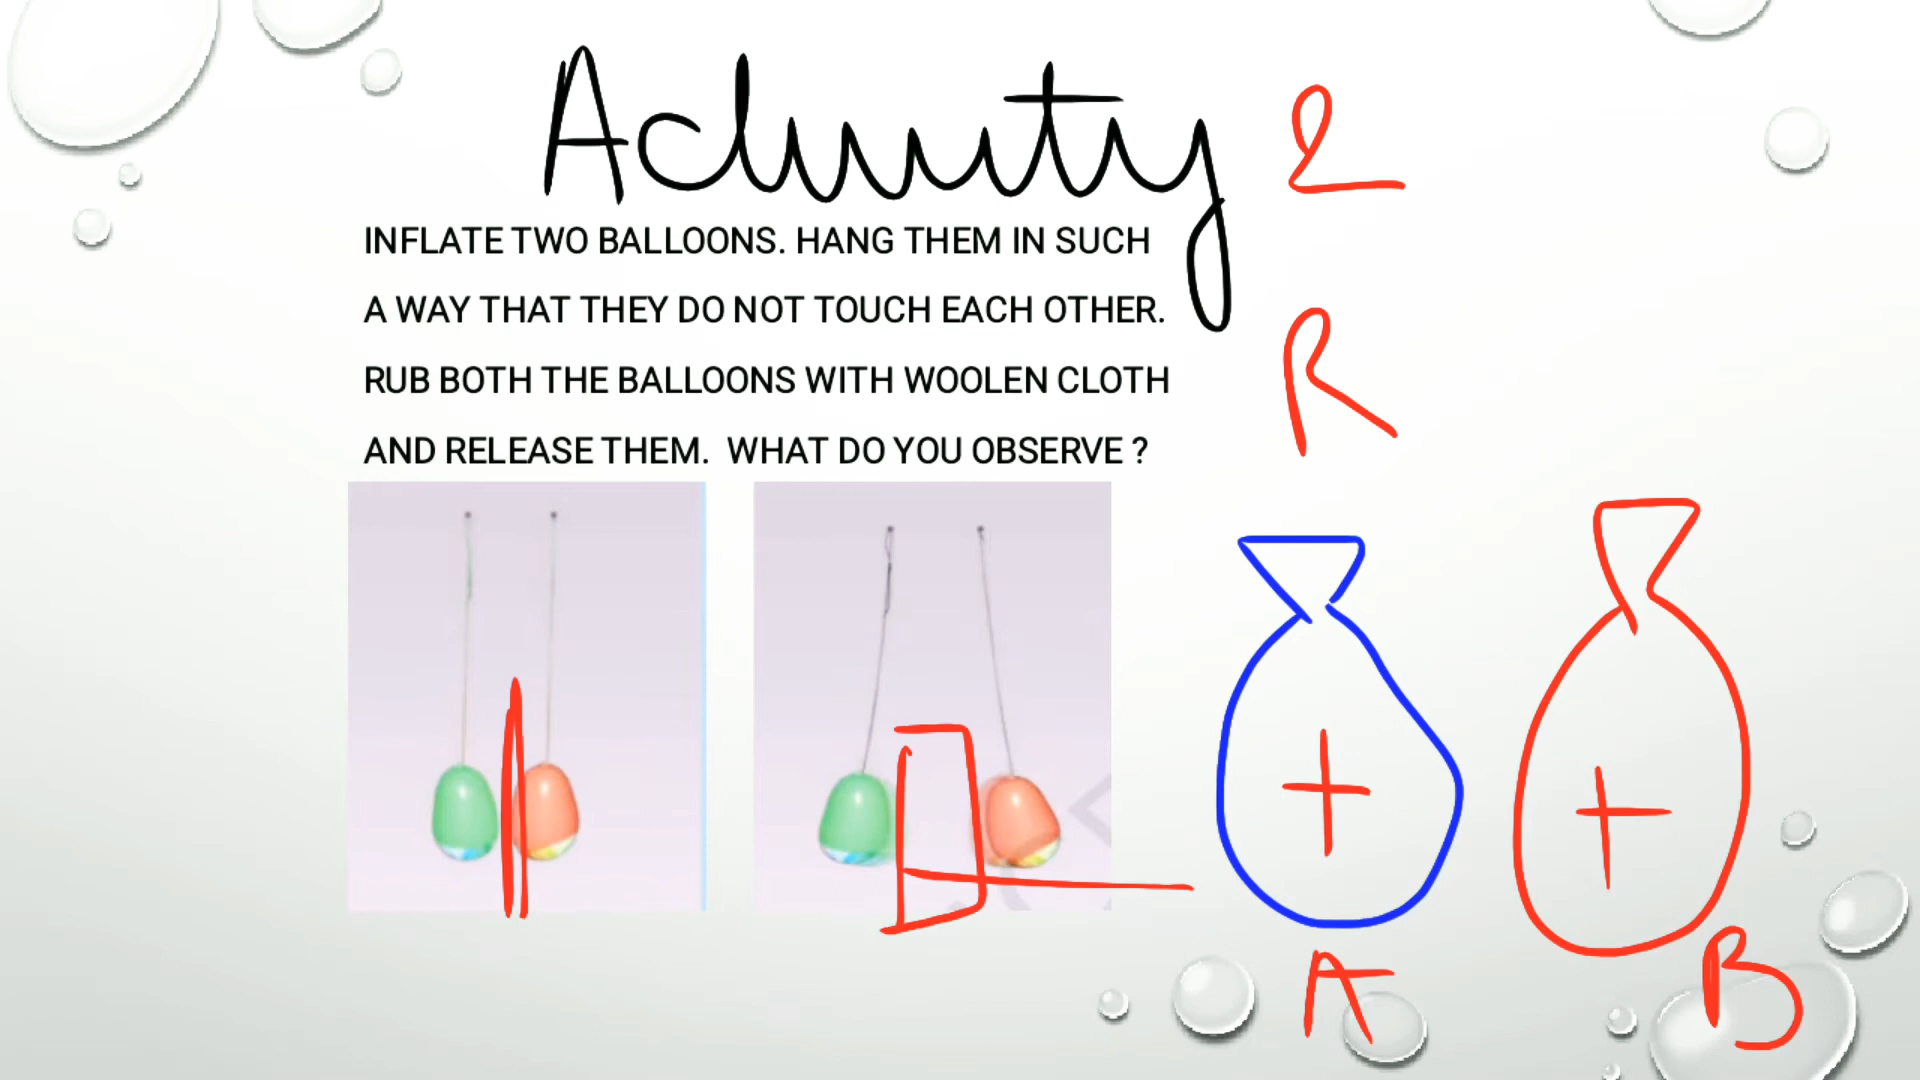 Activity 2
INFLATE TWO BALLOONS. HANG THEM IN SUCH
A WAY THAT THEY DO NOT TOUCH EACH OTHER.
RUB BOTH THE BALLOONS WITH WOOLEN CLOTH
AND RELEASE THEM. WHAT DO YOU OBSERVE ?
R
+ +
A B